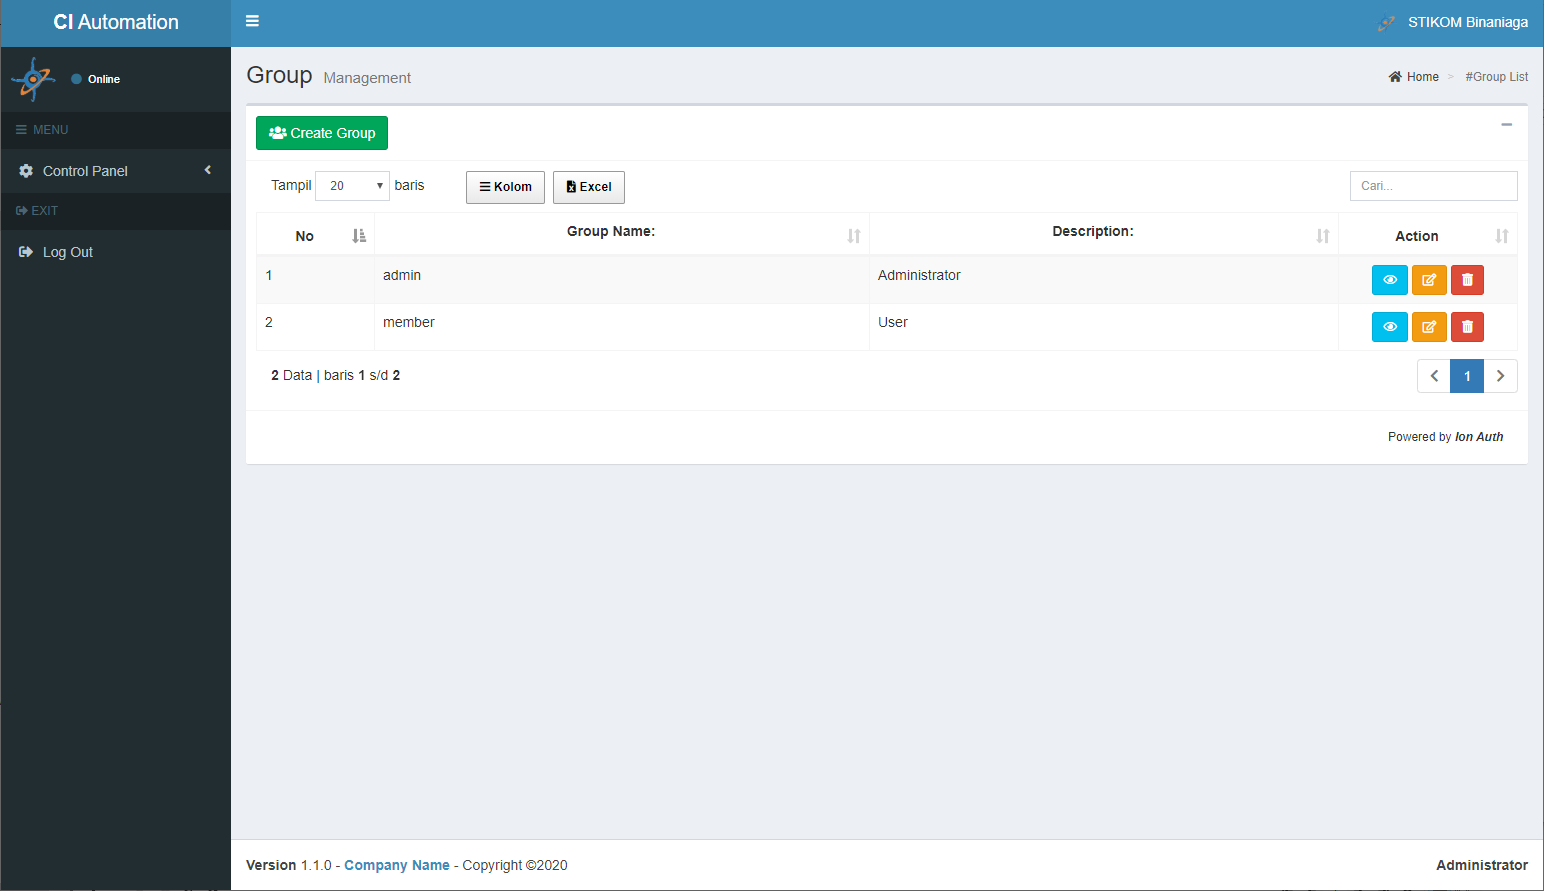 CI Automation
STIKOM Binaniaga
Online
MENU
Control Panel
EXIT
Log Out
Group Management
Home > #Group List
Create Group
Tampil 20 baris
Kolom
Excel
Cari...
No Group Name: Description: Action
1 admin Administrator
2 member User
2 Data | baris 1 s/d 2
1
Powered by Ion Auth
Version 1.1.0 - Company Name - Copyright ©2020
Administrator